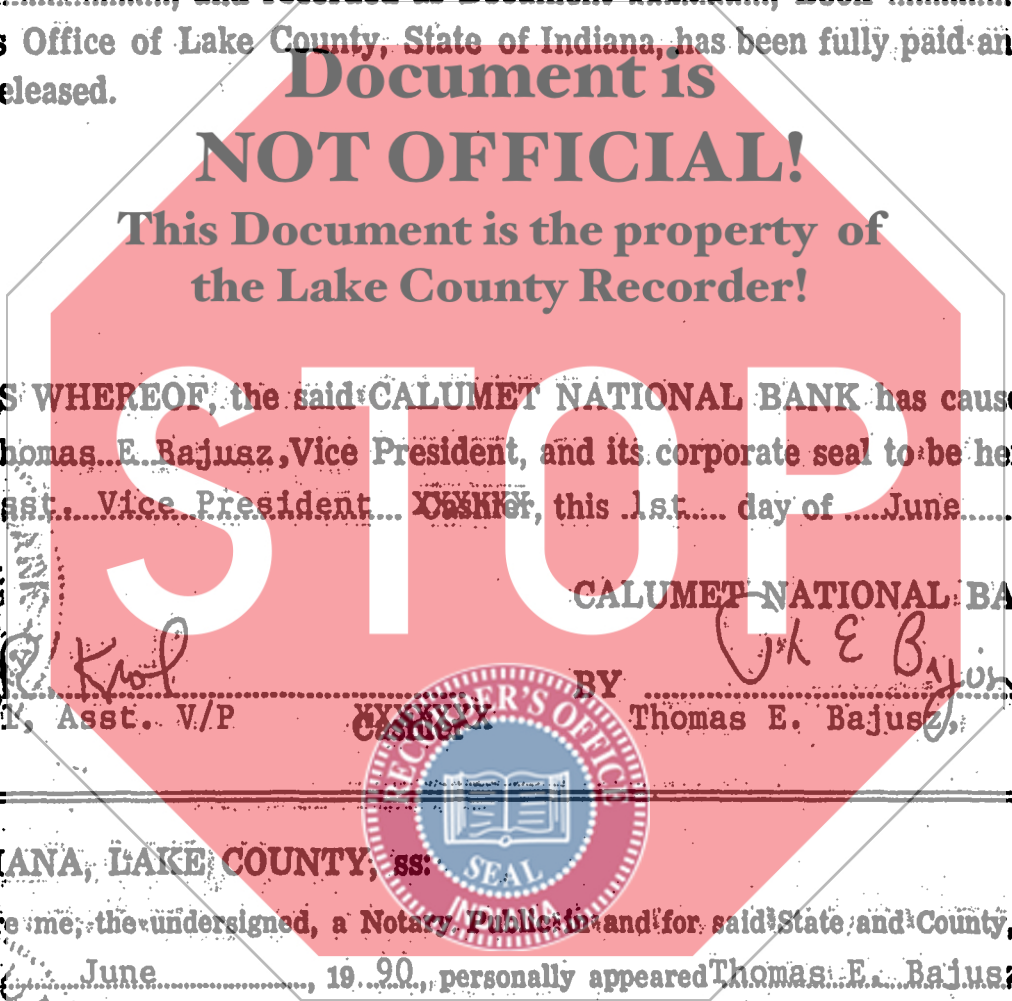 s Office of Lake County, State of Indiana, has been fully paid an
eleased.
Document is
NOT OFFICIAL!
This Document is the property of
the Lake County Recorder!
STOP
S WHEREOF, the said CALUMET NATIONAL BANK has caus
homas E. Bajusz, Vice President, and its corporate seal to be he
sst. Vice President XXXXXXX Cashier, this 1st day of June
CALUMET NATIONAL BA
Krol
BY
Asst. V/P XXXXXXX Cashier
Thomas E. Bajusz,
RECORDER'S OFFICE
SEAL
INDIANA
IANA, LAKE COUNTY, ss:
e me, the undersigned, a Notary Public in and for said State and County,
June, 19 90, personally appeared Thomas E. Bajusz